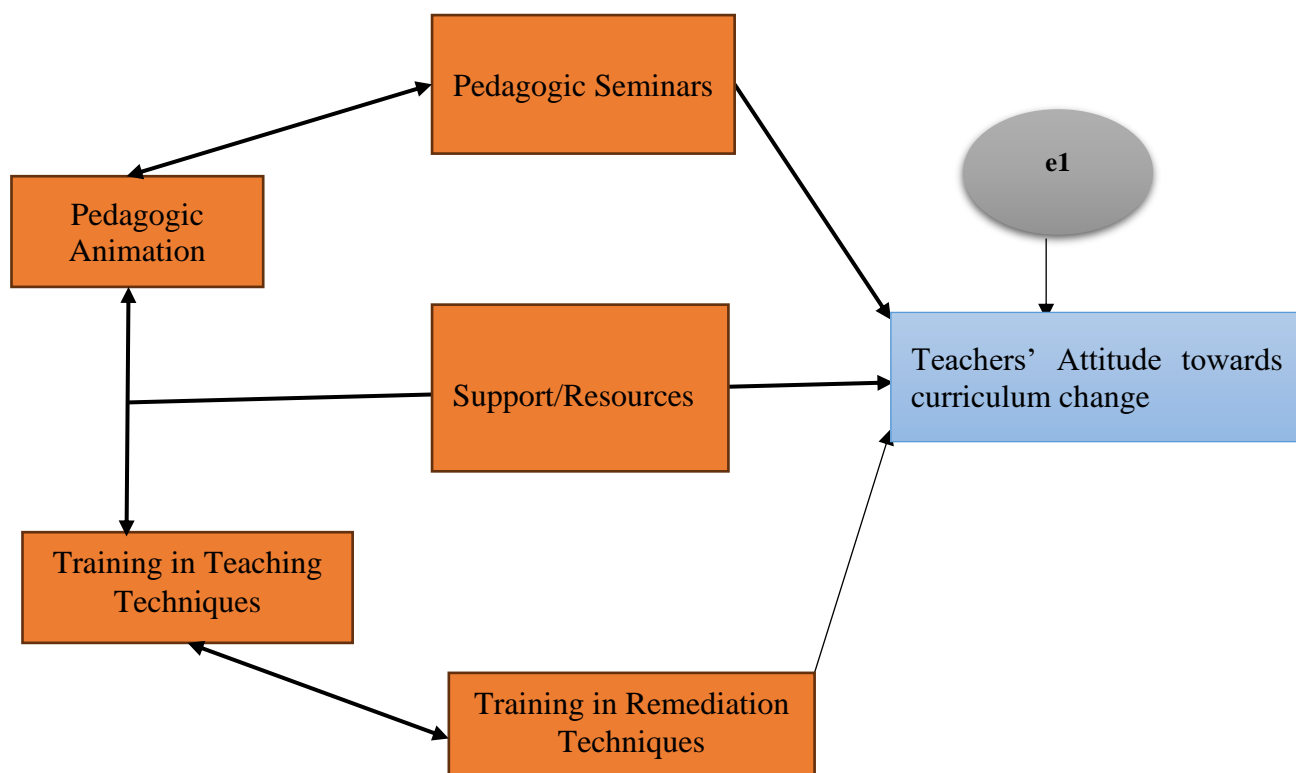 Pedagogic Seminars
e1
Pedagogic
Animation
Support/Resources
Teachers’ Attitude towards
curriculum change
Training in Teaching
Techniques
Training in Remediation
Techniques